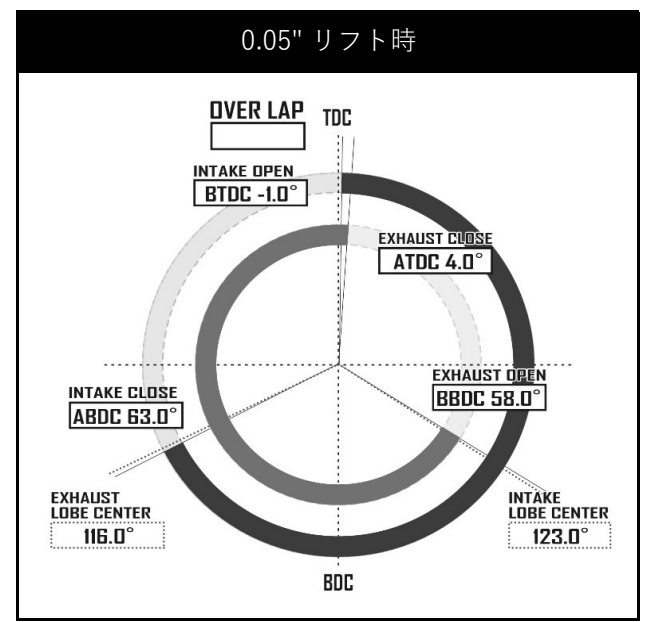 0.05" リフト時
OVER LAP
TDC
INTAKE OPEN
BTDC -1.0°
EXHAUST CLOSE
ATDC 4.0°
EXHAUST OPEN
BBDC 58.0°
INTAKE CLOSE
ABDC 63.0°
EXHAUST
LOBE CENTER
116.0°
INTAKE
LOBE CENTER
123.0°
BDC